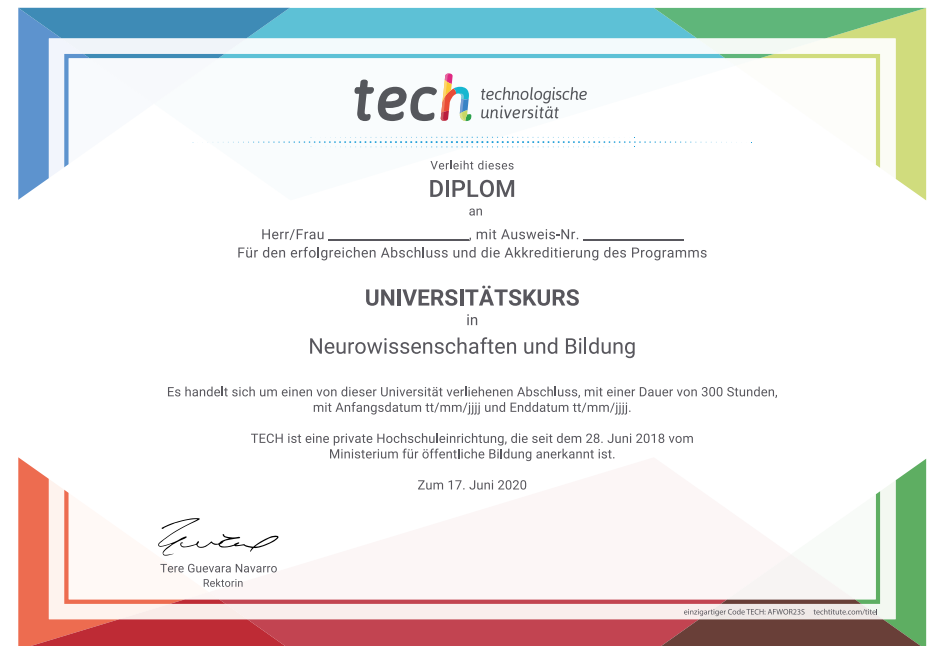 tech technologische
universität
Verleiht dieses
DIPLOM
an
Herr/Frau ____________________, mit Ausweis-Nr. ______________
Für den erfolgreichen Abschluss und die Akkreditierung des Programms
UNIVERSITÄTSKURS
in
Neurowissenschaften und Bildung
Es handelt sich um einen von dieser Universität verliehenen Abschluss, mit einer Dauer von 300 Stunden,
mit Anfangsdatum tt/mm/jjjj und Enddatum tt/mm/jjjj.
TECH ist eine private Hochschuleinrichtung, die seit dem 28. Juni 2018 vom
Ministerium für öffentliche Bildung anerkannt ist.
Zum 17. Juni 2020
Tere Guevara Navarro
Rektorin
einzigartiger Code TECH: AFWOR23S techtitute.com/titel